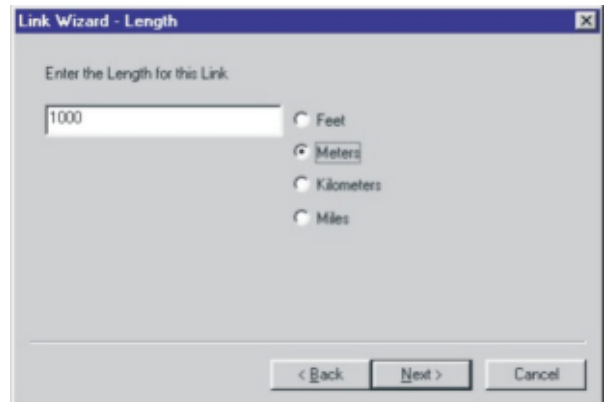 Link Wizard - Length
Enter the Length for this Link
1000
Feet
Meters
Kilometers
Miles
< Back
Next >
Cancel